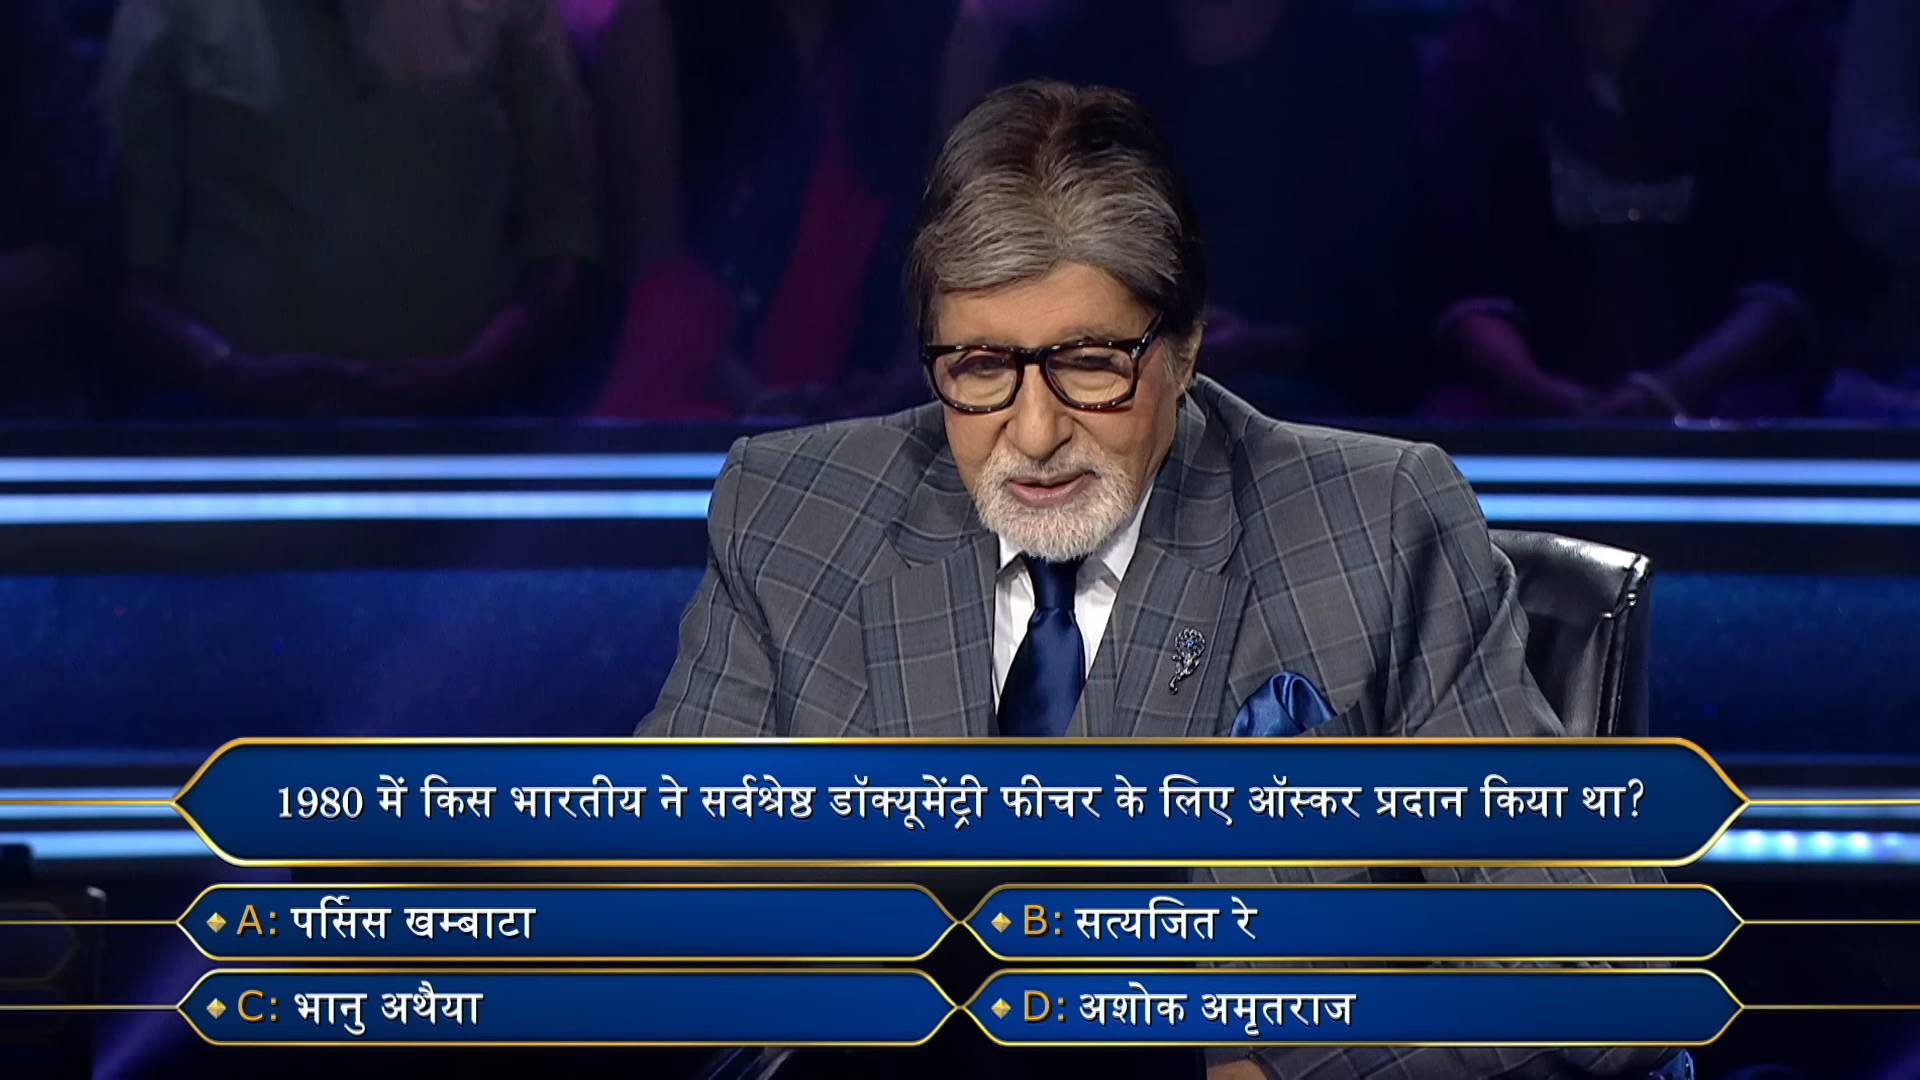 1980 में किस भारतीय ने सर्वश्रेष्ठ डॉक्यूमेंट्री फीचर के लिए ऑस्कर प्रदान किया था?
A: पर्सिस खम्बाटा
B: सत्यजित रे
C: भानु अथैया
D: अशोक अमृतराज